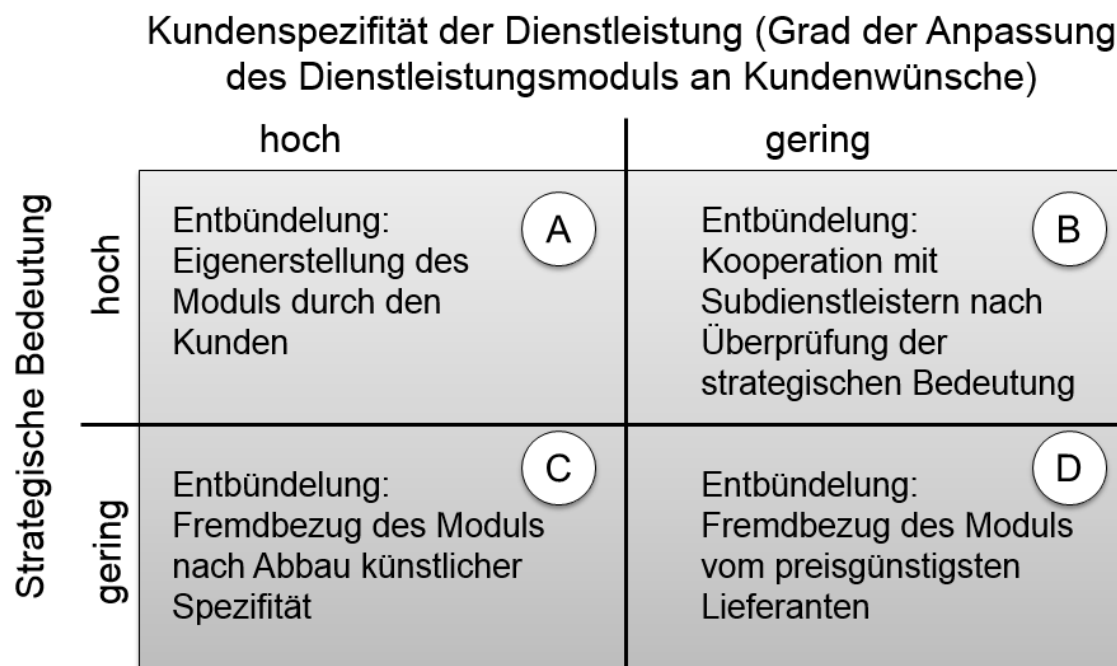 Kundenspezifität der Dienstleistung (Grad der Anpassung
des Dienstleistungsmoduls an Kundenwünsche)
hoch
gering
Strategische Bedeutung
hoch
Entbündelung:
Eigenerstellung des
Moduls durch den
Kunden
A
Entbündelung:
Kooperation mit
Subdienstleistern nach
Überprüfung der
strategischen Bedeutung
B
gering
Entbündelung:
Fremdbezug des Moduls
nach Abbau künstlicher
Spezifität
C
Entbündelung:
Fremdbezug des Moduls
vom preisgünstigsten
Lieferanten
D